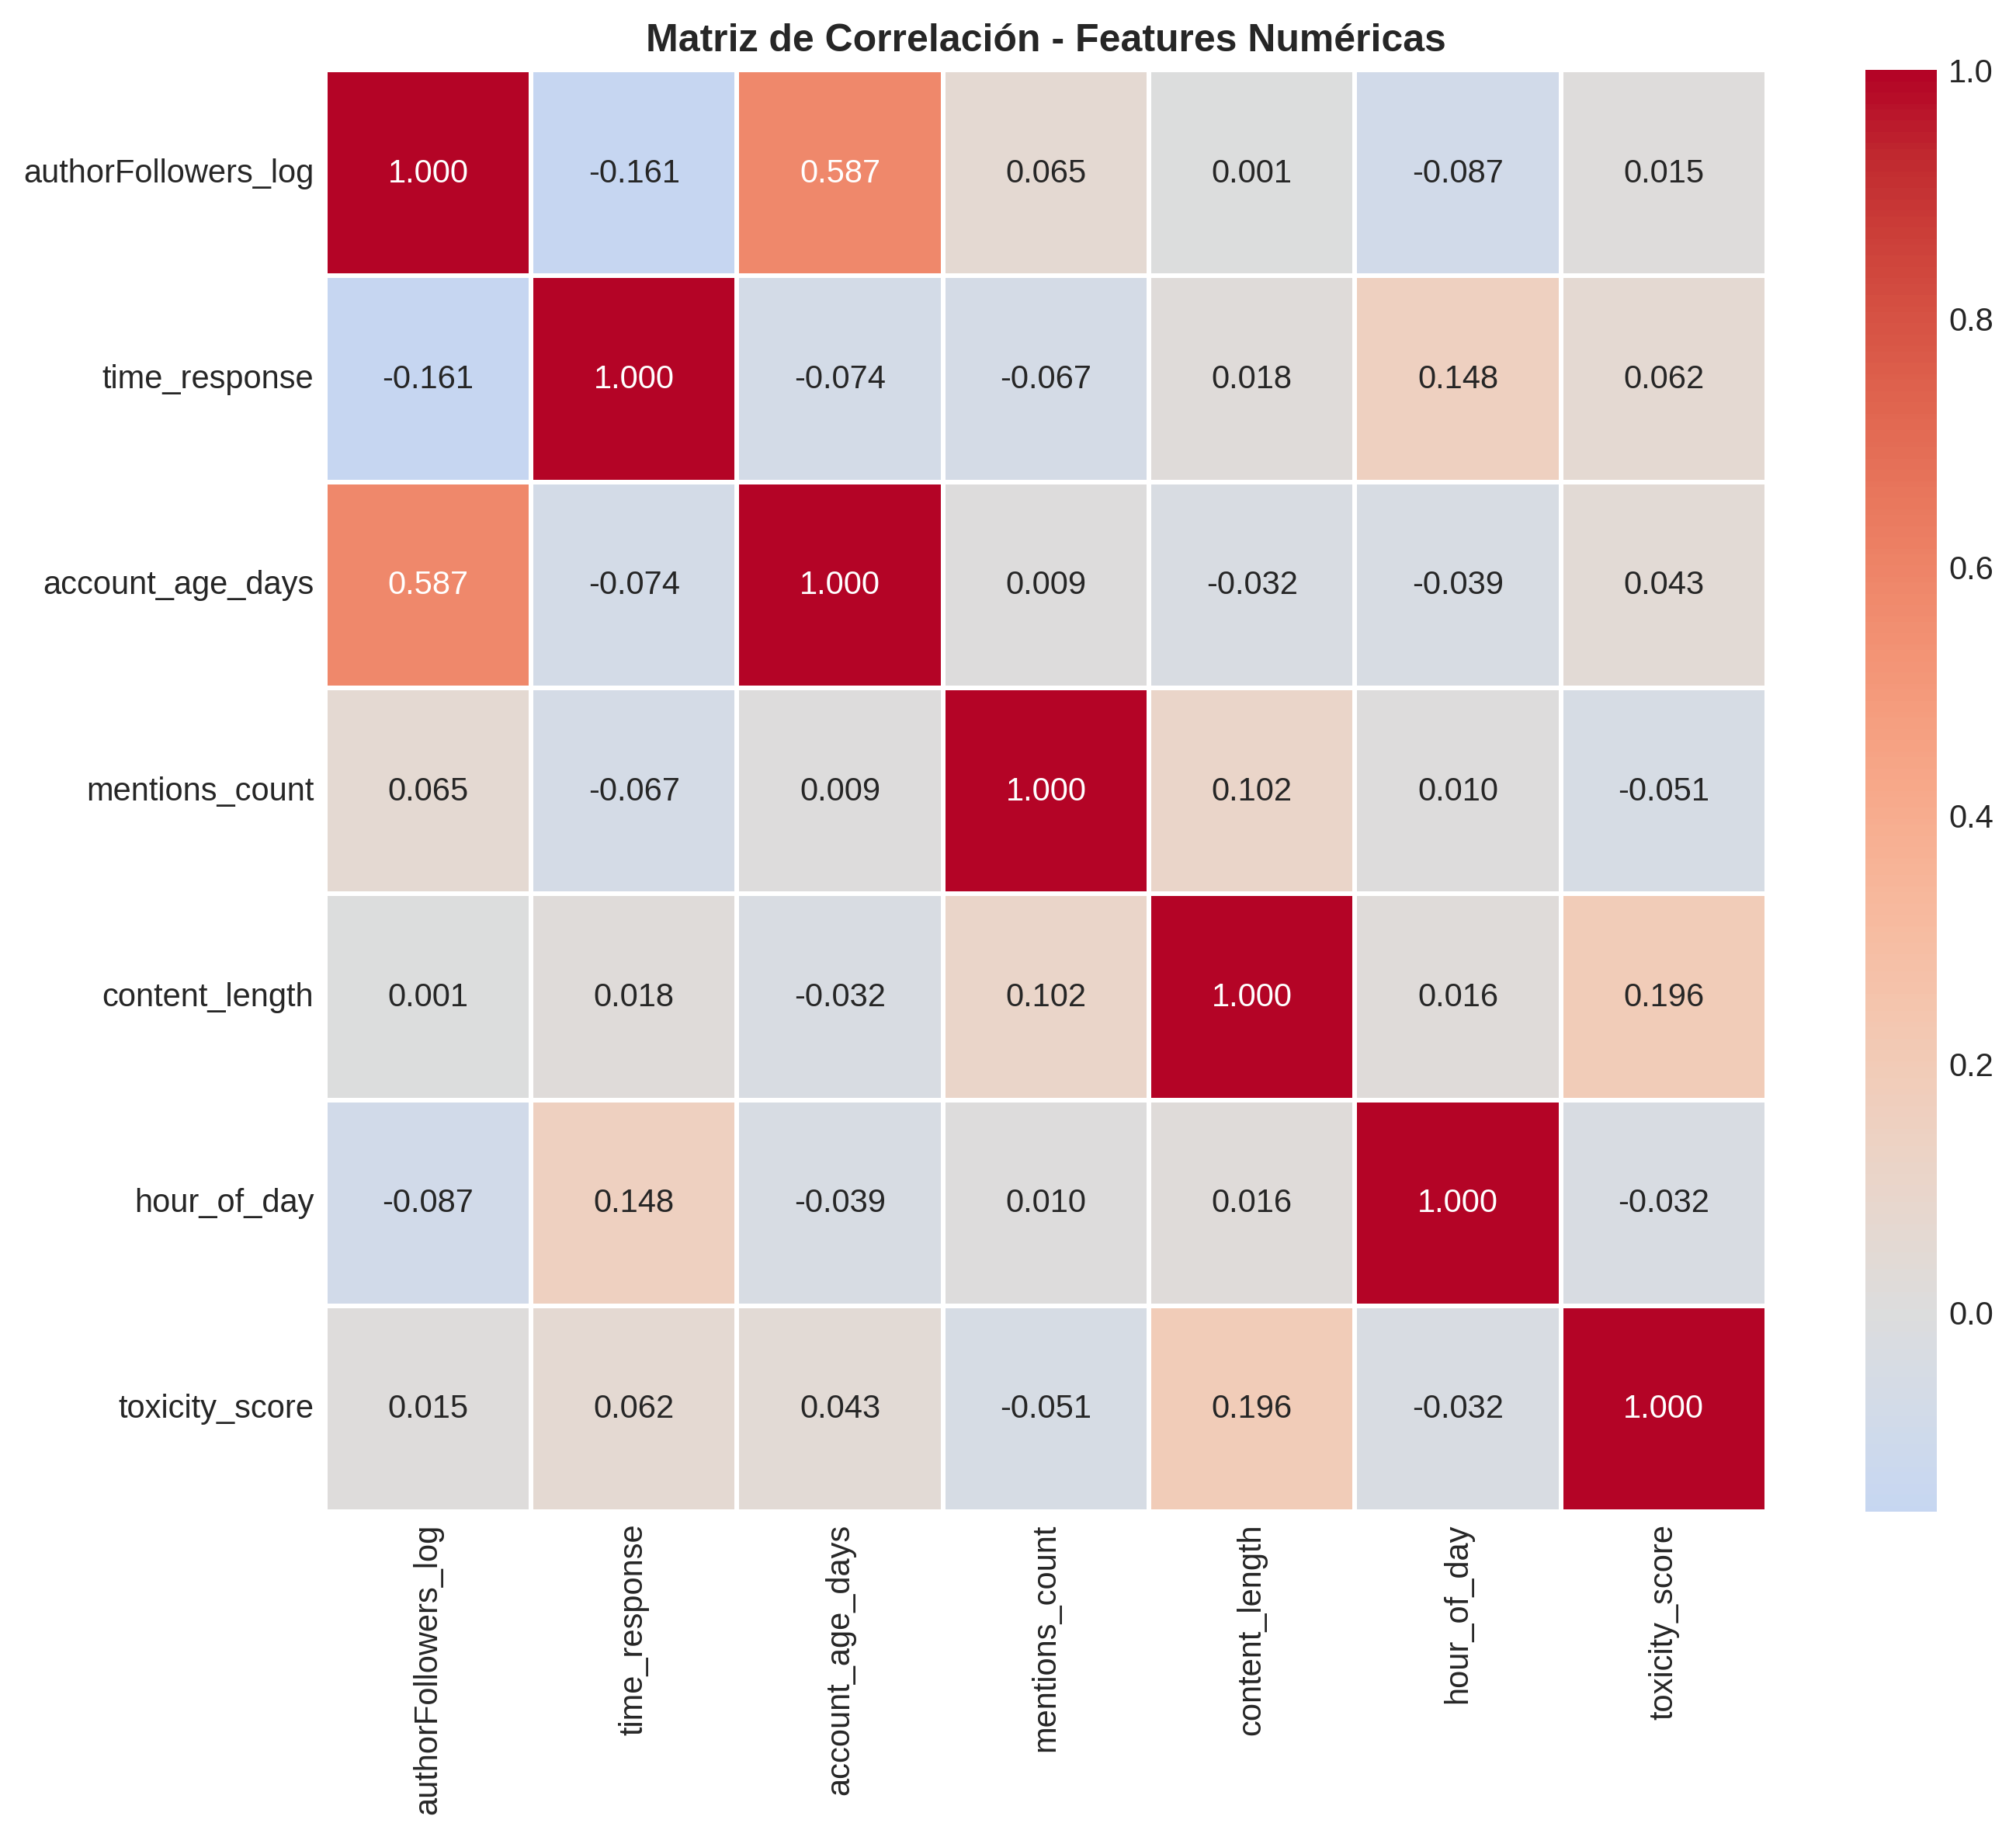 Matriz de Correlación - Features Numéricas
authorFollowers_log 1.000 -0.161 0.587 0.065 0.001 -0.087 0.015
time_response -0.161 1.000 -0.074 -0.067 0.018 0.148 0.062
account_age_days 0.587 -0.074 1.000 0.009 -0.032 -0.039 0.043
mentions_count 0.065 -0.067 0.009 1.000 0.102 0.010 -0.051
content_length 0.001 0.018 -0.032 0.102 1.000 0.016 0.196
hour_of_day -0.087 0.148 -0.039 0.010 0.016 1.000 -0.032
toxicity_score 0.015 0.062 0.043 -0.051 0.196 -0.032 1.000
authorFollowers_log
time_response
account_age_days
mentions_count
content_length
hour_of_day
toxicity_score
1.0
0.8
0.6
0.4
0.2
0.0